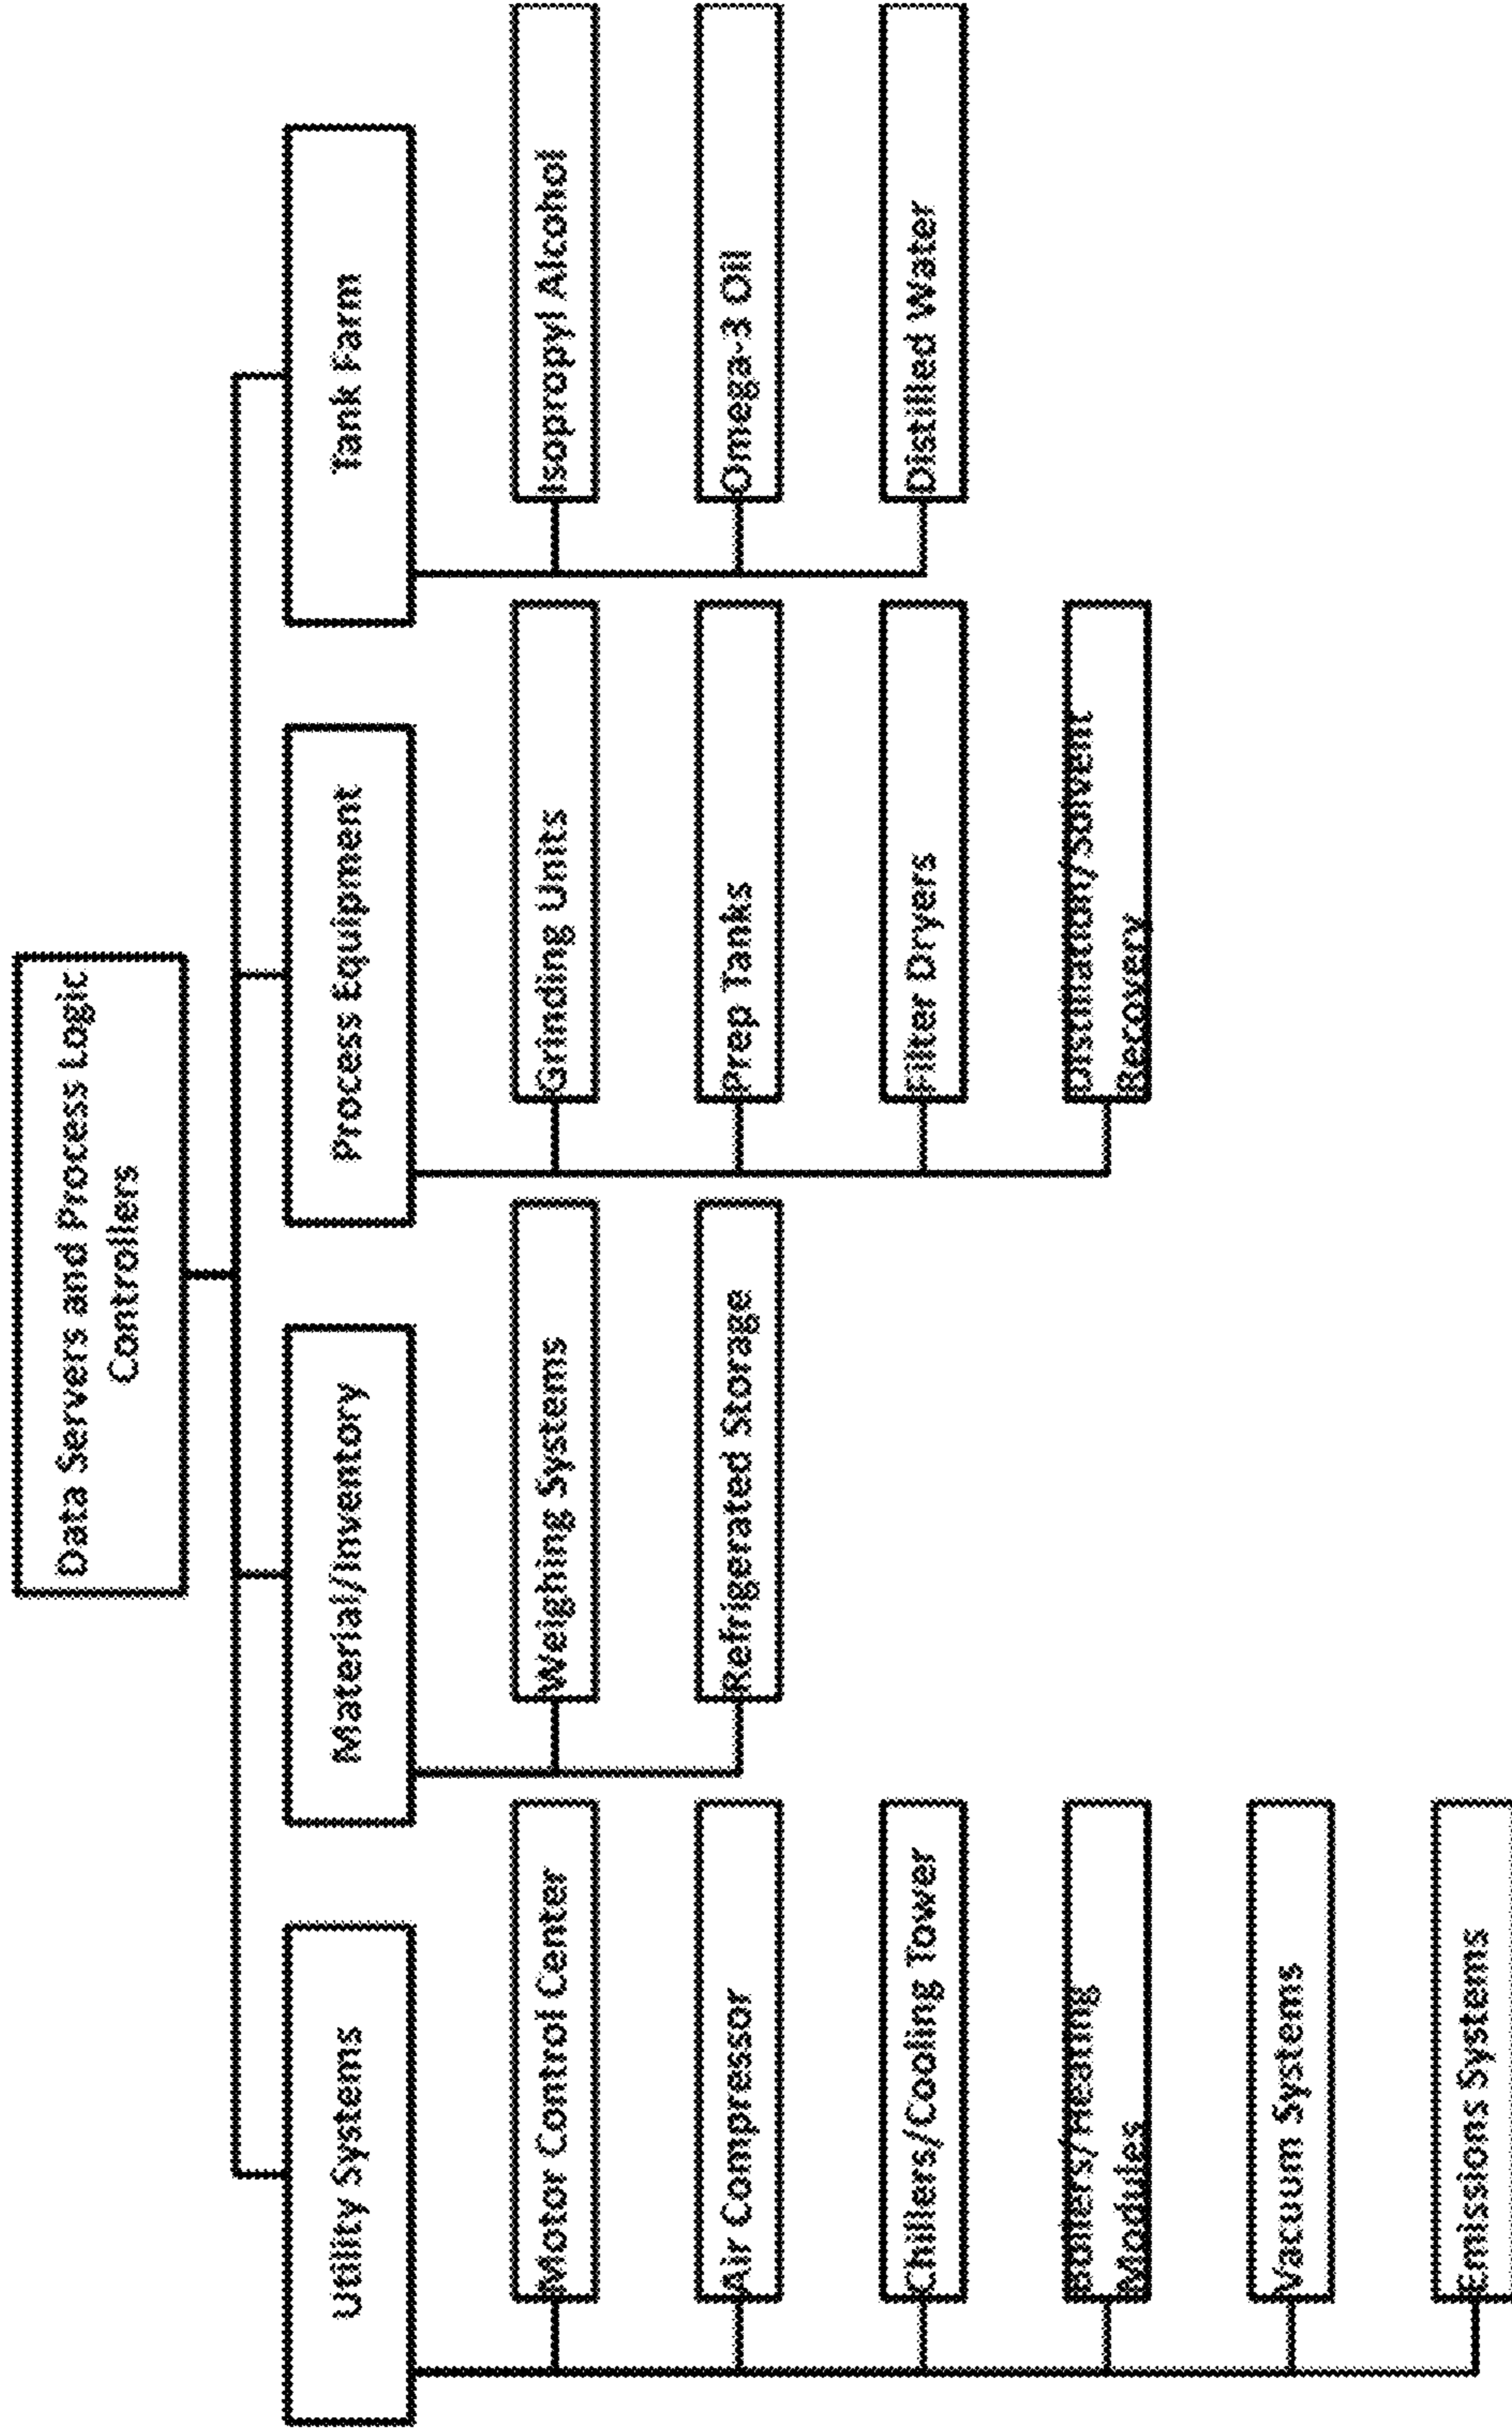 Data Servers and Process Logic
Controllers
Utility Systems
Motor Control Center
Air Compressor
Chillers/Cooling Tower
Boilers/Heating
Modules
Vacuum Systems
Emissions Systems
Material/Inventory
Weighing Systems
Refrigerated Storage
Process Equipment
Grinding Units
Prep Tanks
Filter Dryers
Distillation/Solvent
Recovery
Tank Farm
Isopropyl Alcohol
Omega-3 Oil
Distilled Water